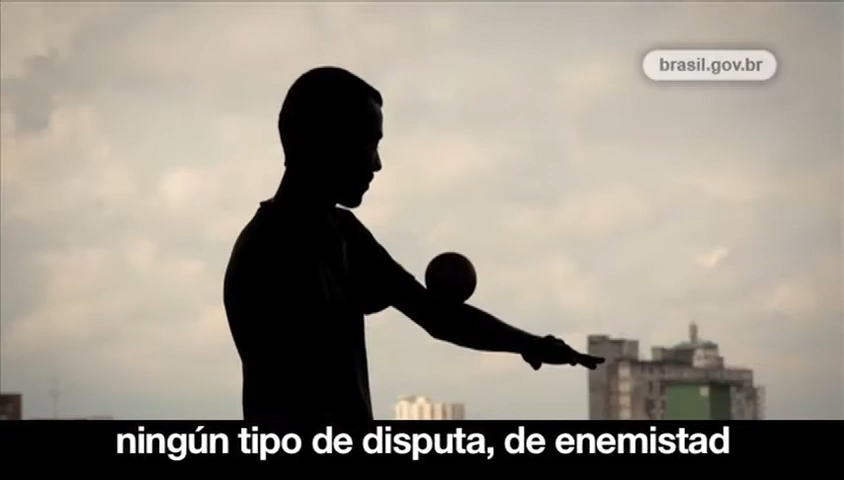 brasil.gov.br
ningún tipo de disputa, de enemistad